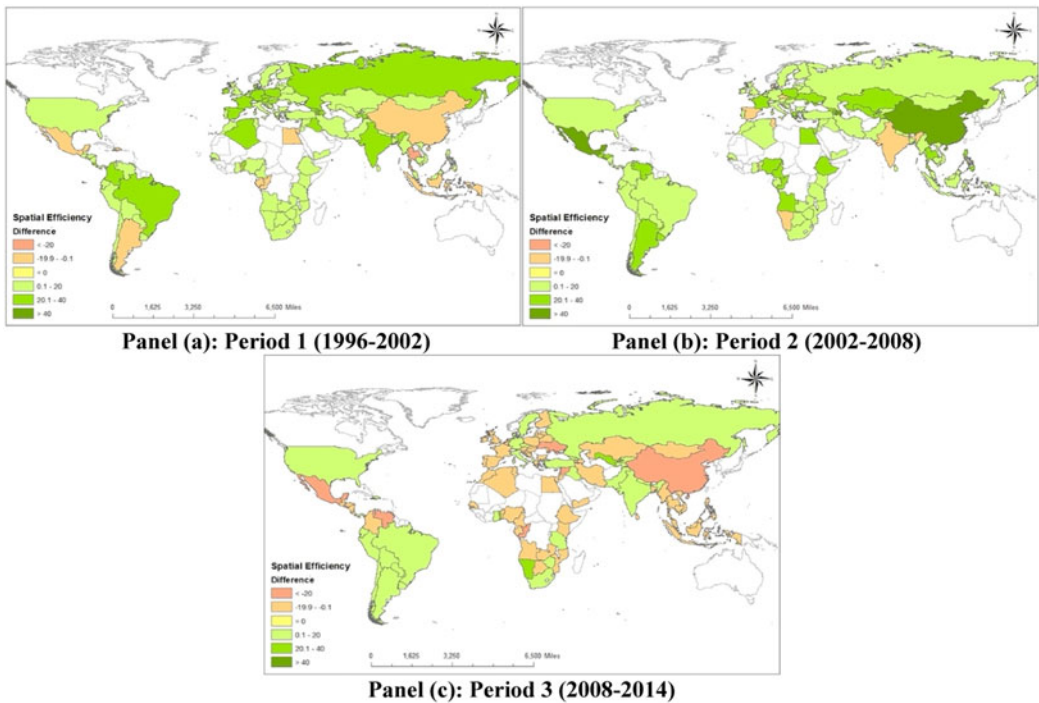 Spatial Efficiency
Difference
< -20
-19.9 - -0.1
= 0
0.1 - 20
20.1 - 40
> 40
0 1,625 3,250 6,500 Miles
Panel (a): Period 1 (1996-2002)
Spatial Efficiency
Difference
< -20
-19.9 - -0.1
= 0
0.1 - 20
20.1 - 40
> 40
0 1,625 3,250 6,500 Miles
Panel (b): Period 2 (2002-2008)
Spatial Efficiency
Difference
< -20
-19.9 - -0.1
= 0
0.1 - 20
20.1 - 40
> 40
0 1,625 3,250 6,500 Miles
Panel (c): Period 3 (2008-2014)